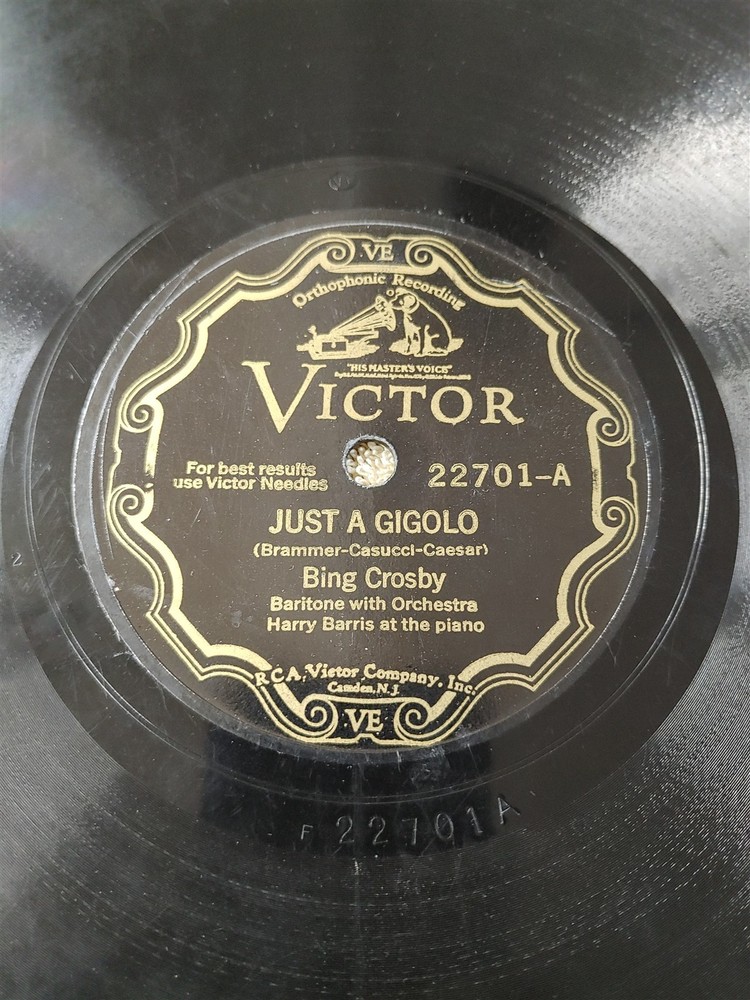 VE
Orthophonic Recording
"HIS MASTER'S VOICE"
VICTOR
For best results
use Victor Needles
22701-A
JUST A GIGOLO
(Brammer-Casucci-Caesar)
Bing Crosby
Baritone with Orchestra
Harry Barris at the piano
RCA Victor Company, Inc.
Camden, N.J.
VE
F 22701A
2